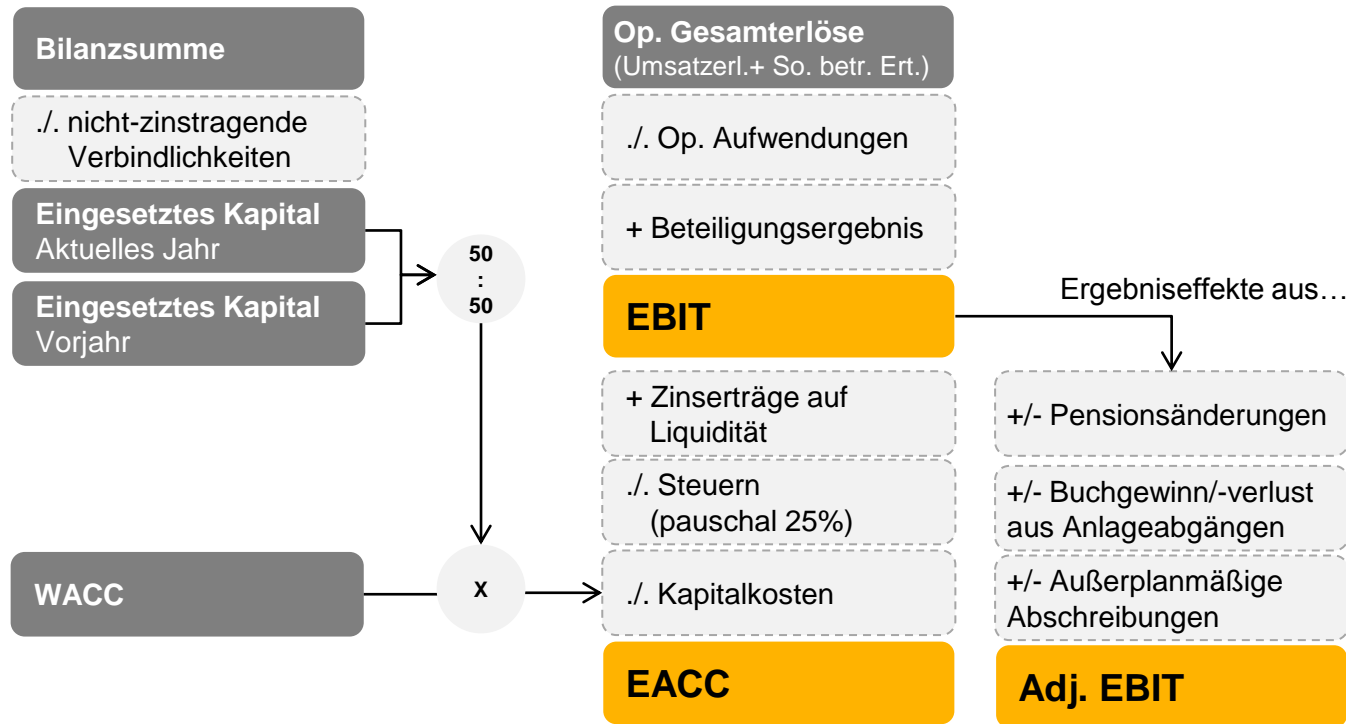 Bilanzsumme
./. nicht-zinstragende
Verbindlichkeiten
Eingesetztes Kapital
Aktuelles Jahr
Eingesetztes Kapital
Vorjahr
50
:
50
WACC
X
Op. Gesamterlöse
(Umsatzerl.+ So. betr. Ert.)
./. Op. Aufwendungen
+ Beteiligungsergebnis
EBIT
+ Zinserträge auf
Liquidität
./. Steuern
(pauschal 25%)
./. Kapitalkosten
EACC
Ergebniseffekte aus…
+/- Pensionsänderungen
+/- Buchgewinn/-verlust
aus Anlageabgängen
+/- Außerplanmäßige
Abschreibungen
Adj. EBIT